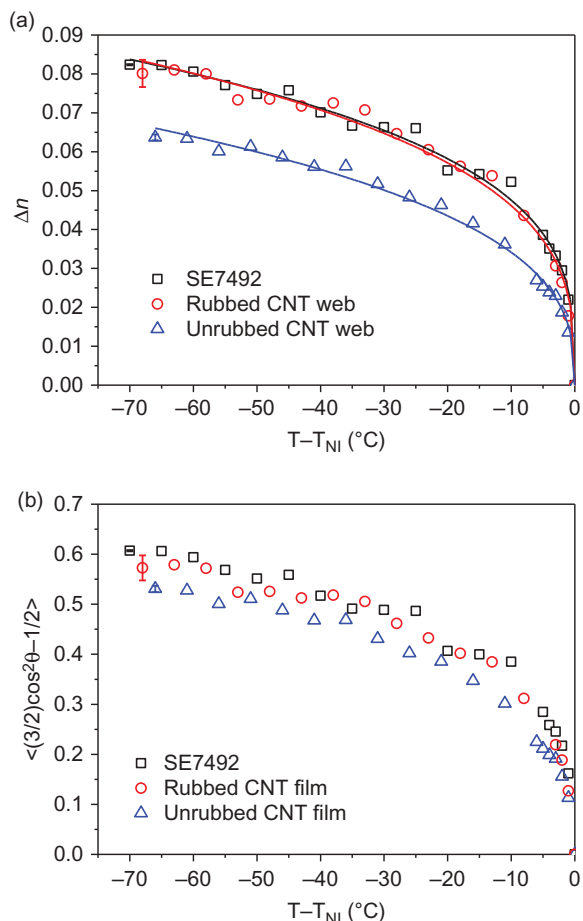 (a)
0.09
0.08
0.07
0.06
0.05
0.04
0.03
0.02
0.01
0.00
Δn
SE7492
Rubbed CNT web
Unrubbed CNT web
–70 –60 –50 –40 –30 –20 –10 0
T–T_NI (°C)
(b)
0.7
0.6
0.5
0.4
0.3
0.2
0.1
0.0
<(3/2)cos²θ–1/2>
SE7492
Rubbed CNT film
Unrubbed CNT film
–70 –60 –50 –40 –30 –20 –10 0
T–T_NI (°C)